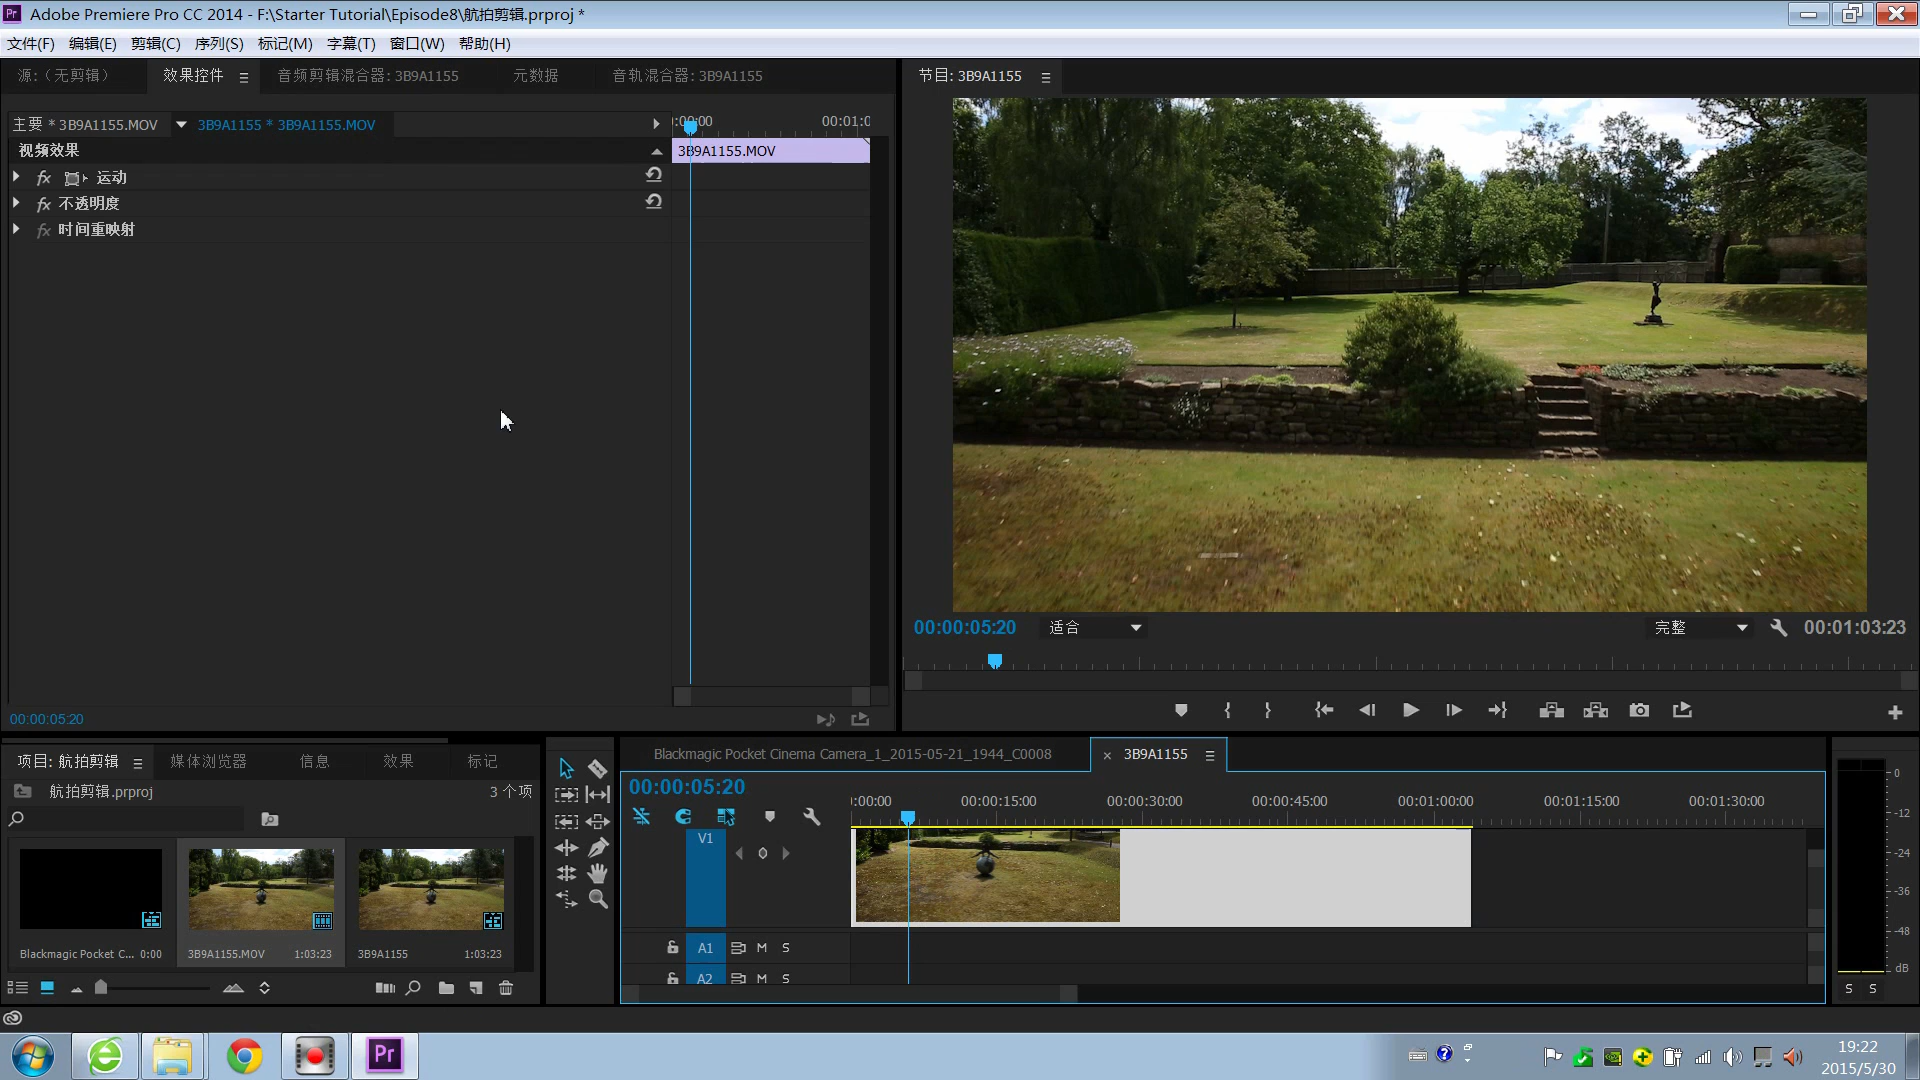 Adobe Premiere Pro CC 2014 - F:\Starter Tutorial\Episode8\航拍剪辑.prproj *
文件(F) 编辑(E) 剪辑(C) 序列(S) 标记(M) 字幕(T) 窗口(W) 帮助(H)
源:（无剪辑） 效果控件 音频剪辑混合器: 3B9A1155 元数据 音轨混合器: 3B9A1155
节目: 3B9A1155
主要 * 3B9A1155.MOV 3B9A1155 * 3B9A1155.MOV
:00:00 00:01:0
视频效果
3B9A1155.MOV
fx 运动
fx 不透明度
fx 时间重映射
00:00:05:20 适合 完整 00:01:03:23
00:00:05:20
项目: 航拍剪辑 媒体浏览器 信息 效果 标记
航拍剪辑.prproj 3 个项
Blackmagic Pocket C... 0:00
3B9A1155.MOV 1:03:23
3B9A1155 1:03:23
Blackmagic Pocket Cinema Camera_1_2015-05-21_1944_C0008
× 3B9A1155
00:00:05:20
:00:00 00:00:15:00 00:00:30:00 00:00:45:00 00:01:00:00 00:01:15:00 00:01:30:00
V1
A1 M S
A2 M S
0
-12
-24
-36
-48
dB
S S
Pr
19:22
2015/5/30